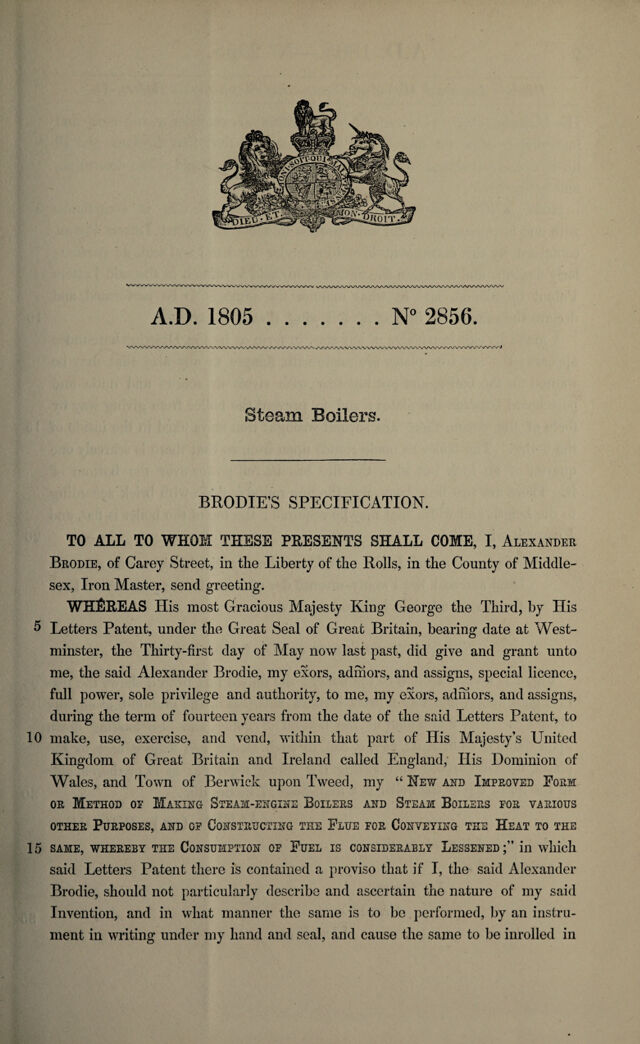 HONI SOIT QUI MAL
DIEU · ET · MON · DROIT.
A.D. 1805 . . . . . . . N° 2856.
Steam Boilers.
BRODIE'S SPECIFICATION.
TO ALL TO WHOM THESE PRESENTS SHALL COME, I, ALEXANDER
BRODIE, of Carey Street, in the Liberty of the Rolls, in the County of Middle-
sex, Iron Master, send greeting.
WHEREAS His most Gracious Majesty King George the Third, by His
5 Letters Patent, under the Great Seal of Great Britain, bearing date at West-
minster, the Thirty-first day of May now last past, did give and grant unto
me, the said Alexander Brodie, my exors, admors, and assigns, special licence,
full power, sole privilege and authority, to me, my exors, admors, and assigns,
during the term of fourteen years from the date of the said Letters Patent, to
10 make, use, exercise, and vend, within that part of His Majesty's United
Kingdom of Great Britain and Ireland called England, His Dominion of
Wales, and Town of Berwick upon Tweed, my " NEW AND IMPROVED FORM
OR METHOD OF MAKING STEAM-ENGINE BOILERS AND STEAM BOILERS FOR VARIOUS
OTHER PURPOSES, AND OF CONSTRUCTING THE FLUE FOR CONVEYING THE HEAT TO THE
15 SAME, WHEREBY THE CONSUMPTION OF FUEL IS CONSIDERABLY LESSENED;" in which
said Letters Patent there is contained a proviso that if I, the said Alexander
Brodie, should not particularly describe and ascertain the nature of my said
Invention, and in what manner the same is to be performed, by an instru-
ment in writing under my hand and seal, and cause the same to be inrolled in